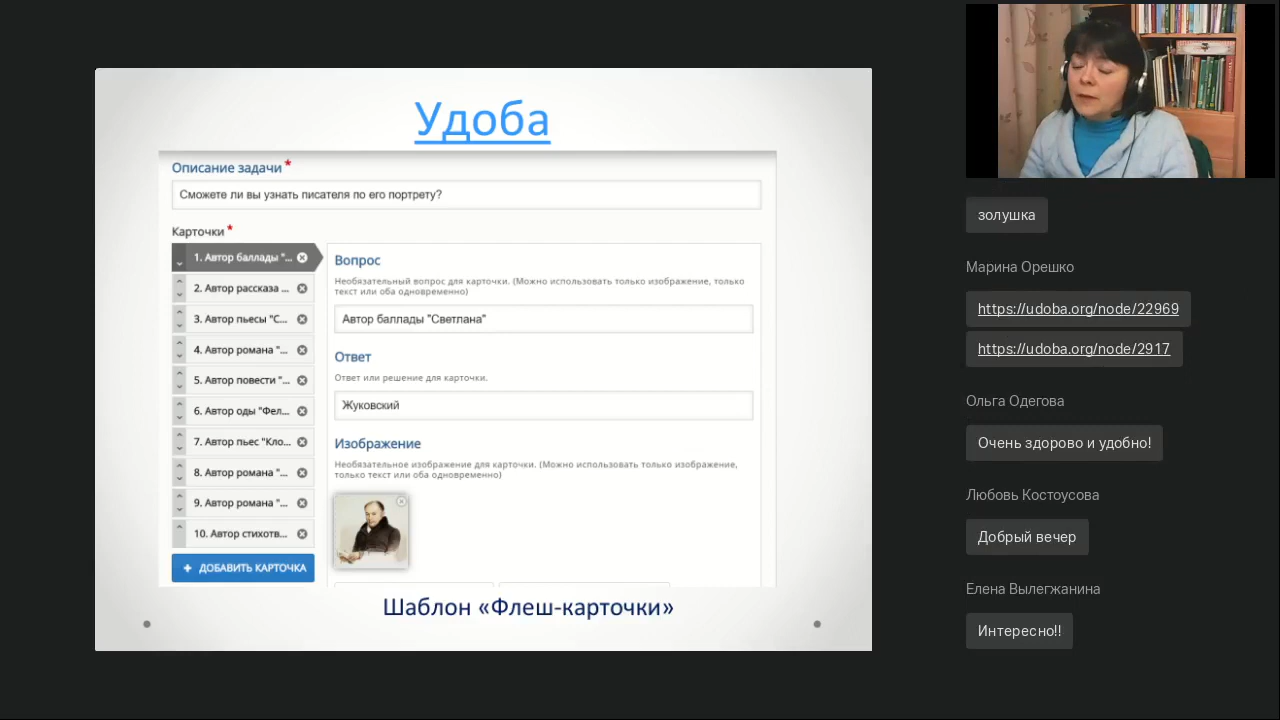 Удоба
Описание задачи *
Сможете ли вы узнать писателя по его портрету?
Карточки *
1. Автор баллады "...
2. Автор рассказа ...
3. Автор пьесы "С...
4. Автор романа "...
5. Автор повести "...
6. Автор оды "Фел...
7. Автор пьес "Кло...
8. Автор романа "...
9. Автор романа "...
10. Автор стихотв...
+ ДОБАВИТЬ КАРТОЧКА
Вопрос
Необязательный вопрос для карточки. (Можно использовать только изображение, только
текст или оба одновременно)
Автор баллады "Светлана"
Ответ
Ответ или решение для карточки.
Жуковский
Изображение
Необязательное изображение для карточки. (Можно использовать только изображение,
только текст или оба одновременно)
Шаблон «Флеш-карточки»
золушка
Марина Орешко
https://udoba.org/node/22969
https://udoba.org/node/2917
Ольга Одегова
Очень здорово и удобно!
Любовь Костоусова
Добрый вечер
Елена Вылегжанина
Интересно!!